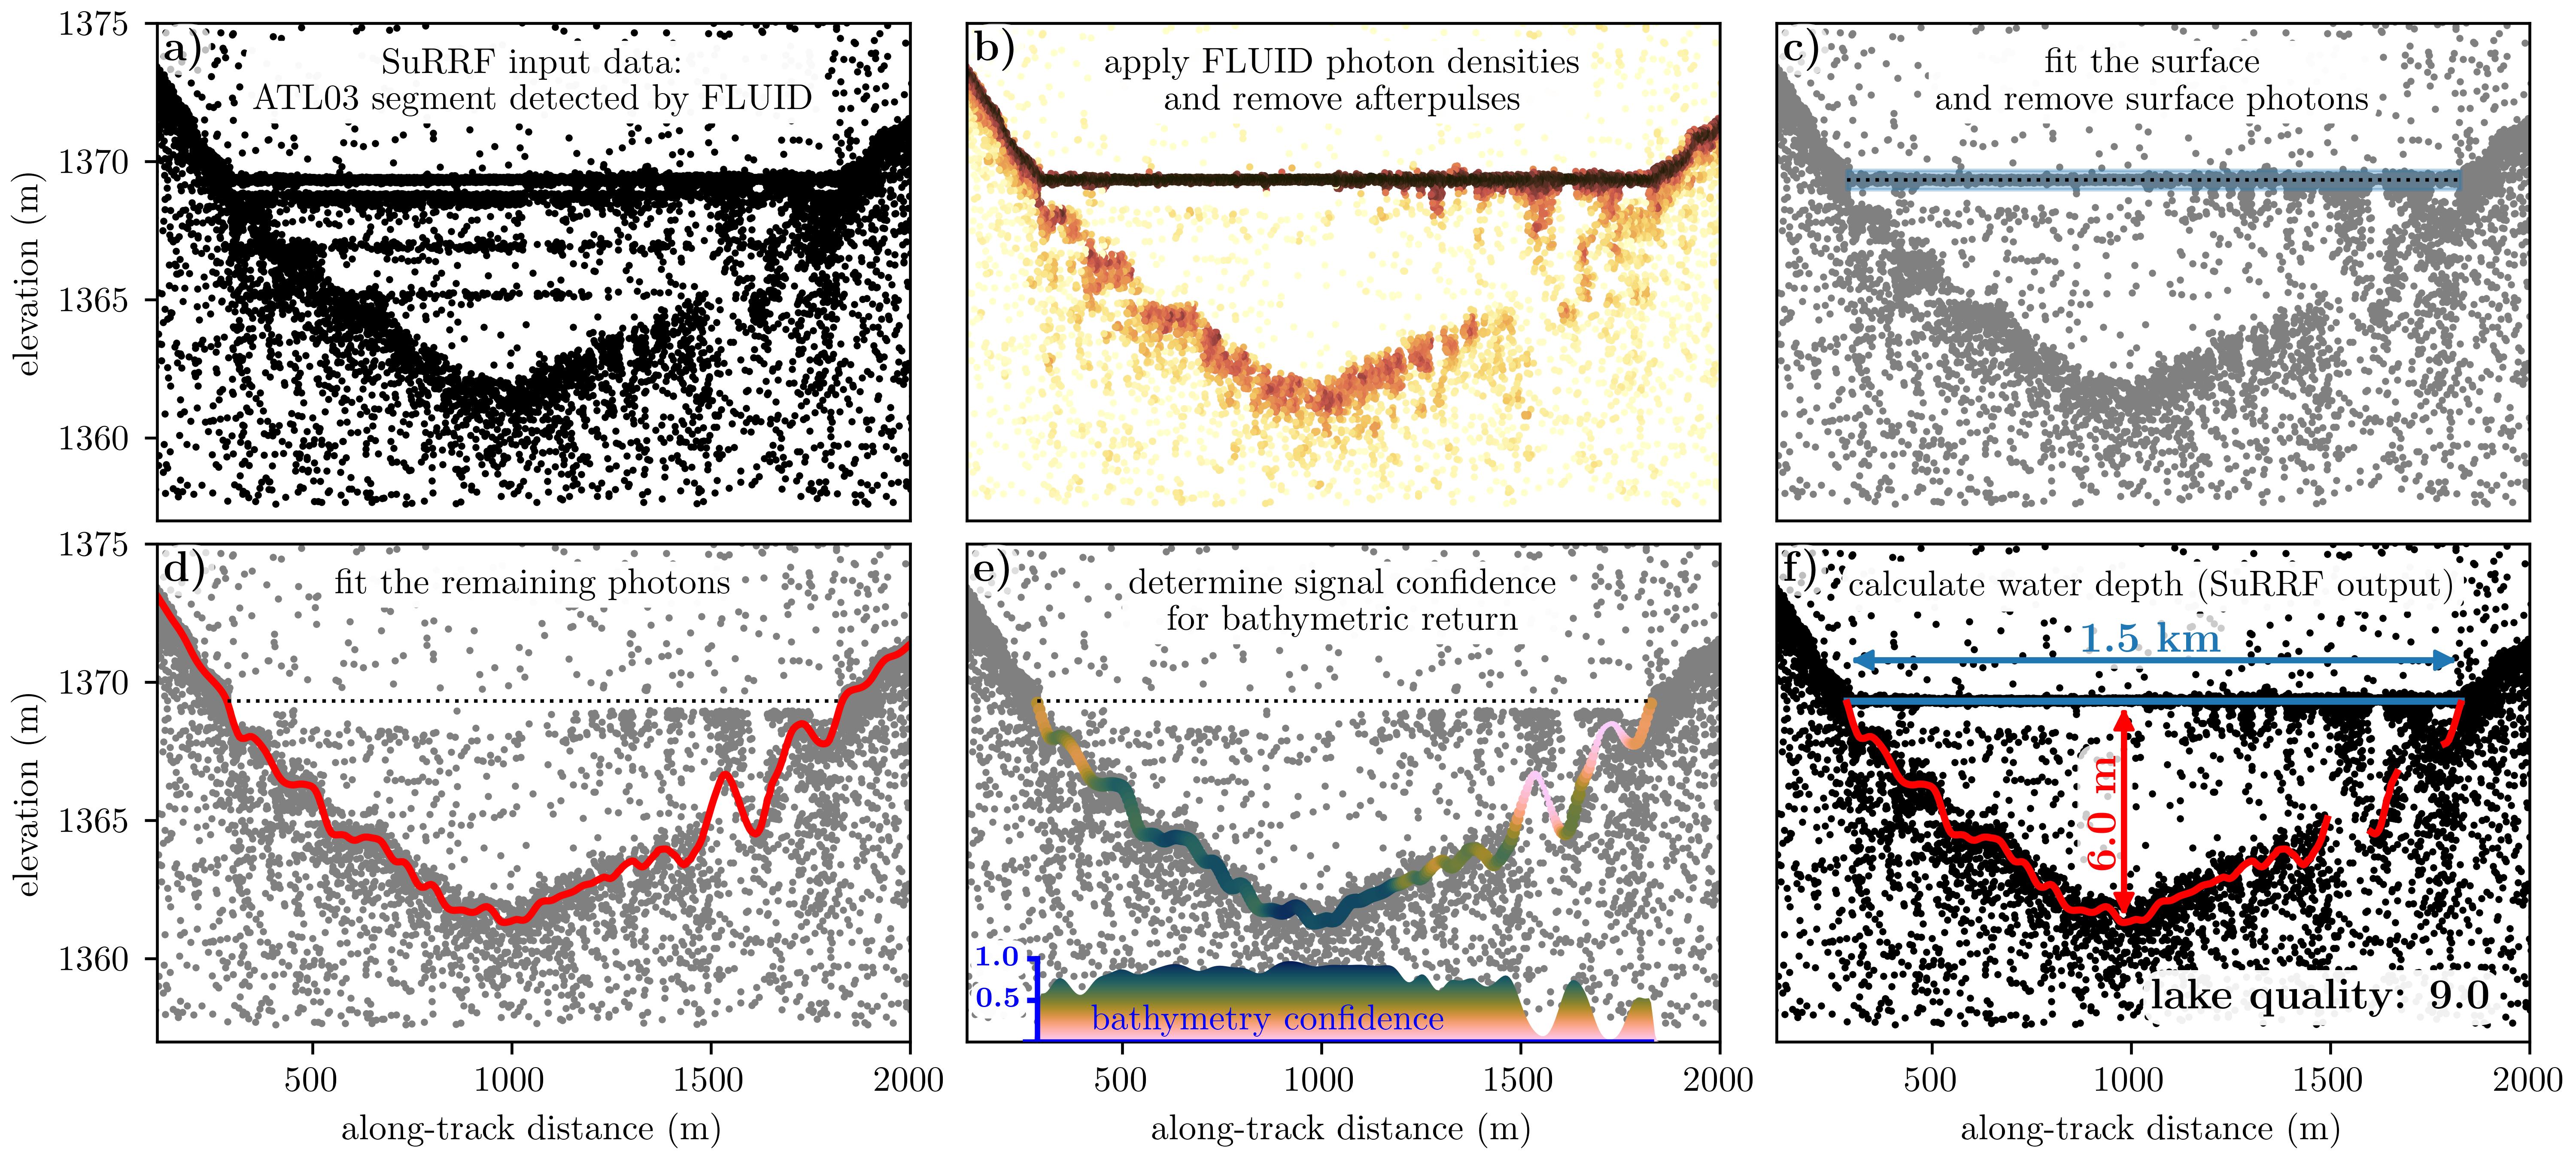 a)
SuRRF input data:
ATL03 segment detected by FLUID
1375
1370
1365
1360
elevation (m)
b)
apply FLUID photon densities
and remove afterpulses
c)
fit the surface
and remove surface photons
d)
fit the remaining photons
1375
1370
1365
1360
elevation (m)
500
1000
1500
2000
along-track distance (m)
e)
determine signal confidence
for bathymetric return
1.0
0.5
bathymetry confidence
500
1000
1500
2000
along-track distance (m)
f)
calculate water depth (SuRRF output)
1.5 km
6.0 m
lake quality: 9.0
500
1000
1500
2000
along-track distance (m)